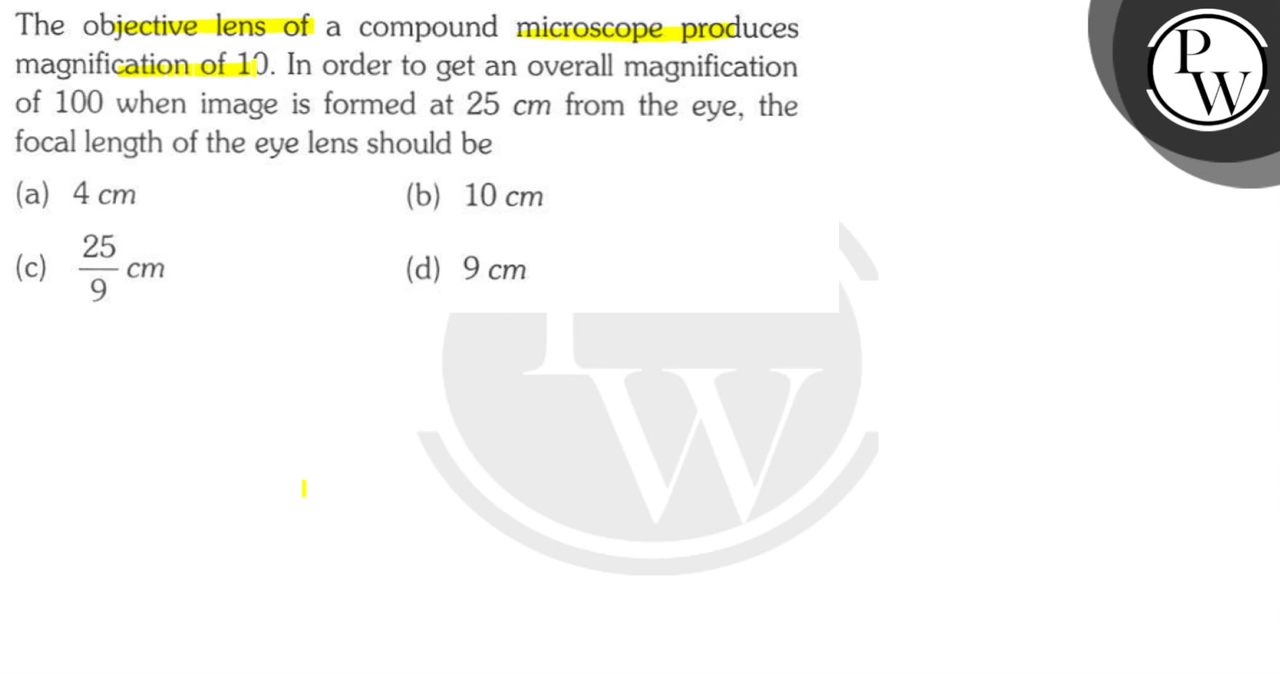 The objective lens of a compound microscope produces
magnification of 10. In order to get an overall magnification
of 100 when image is formed at 25 cm from the eye, the
focal length of the eye lens should be
(a) 4 cm (b) 10 cm
(c) 25/9 cm (d) 9 cm
P
W
W